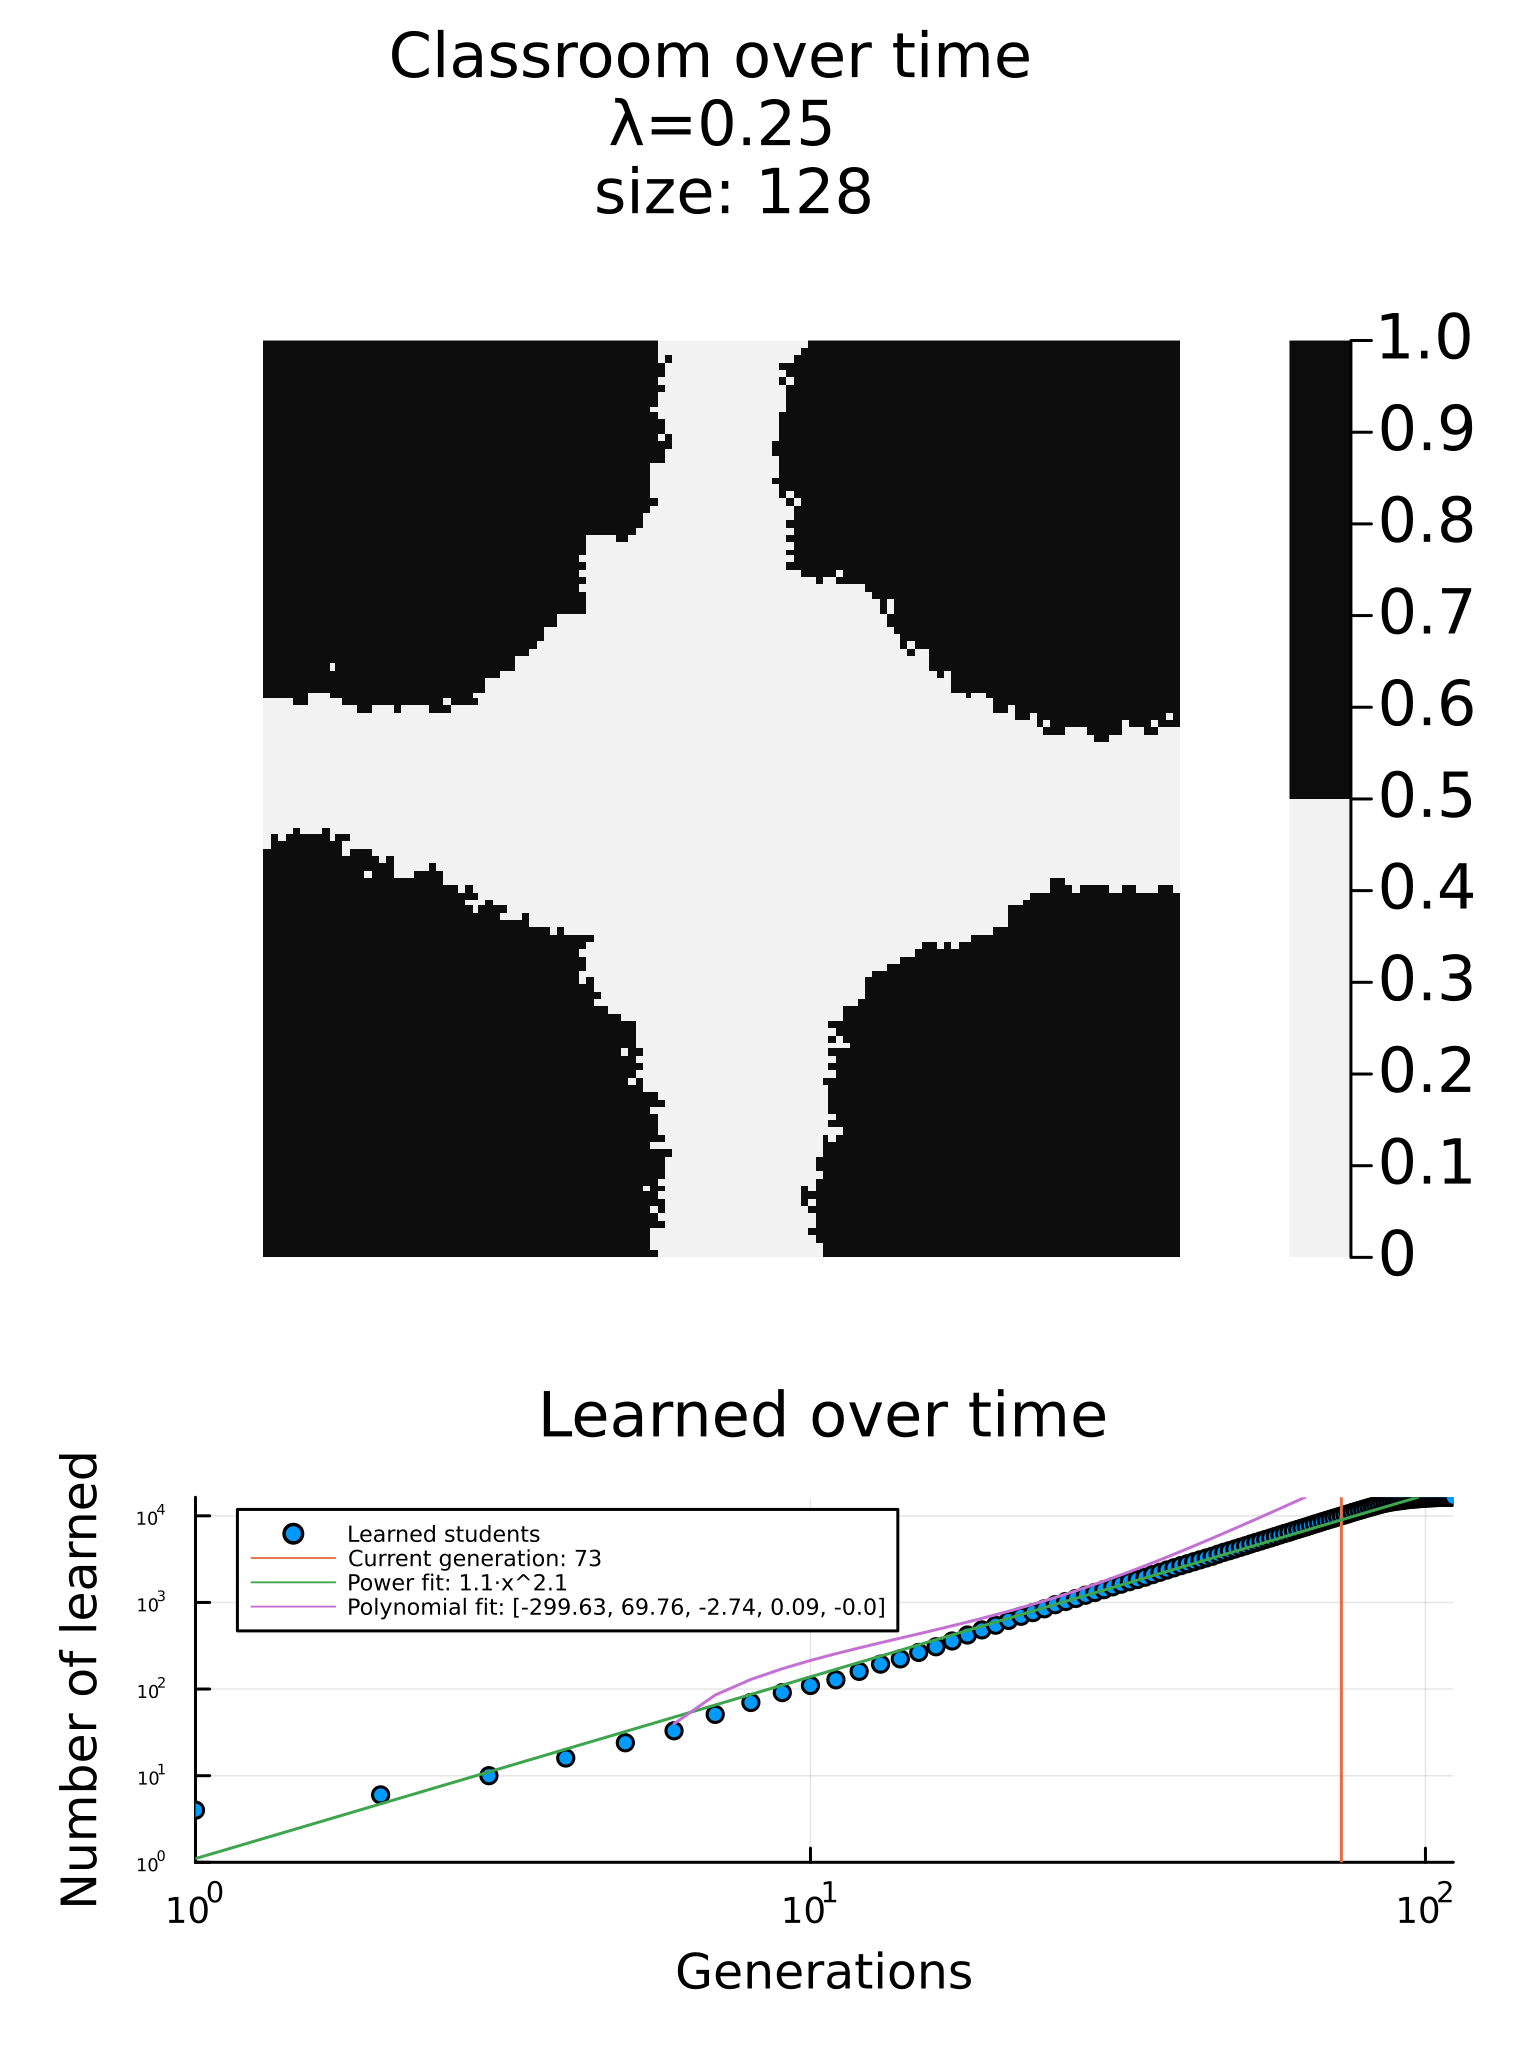 Classroom over time
λ=0.25
size: 128
1.0
0.9
0.8
0.7
0.6
0.5
0.4
0.3
0.2
0.1
0
Learned over time
Number of learned
10^4
10^3
10^2
10^1
10^0
Learned students
Current generation: 73
Power fit: 1.1·x^2.1
Polynomial fit: [-299.63, 69.76, -2.74, 0.09, -0.0]
10^0 10^1 10^2
Generations